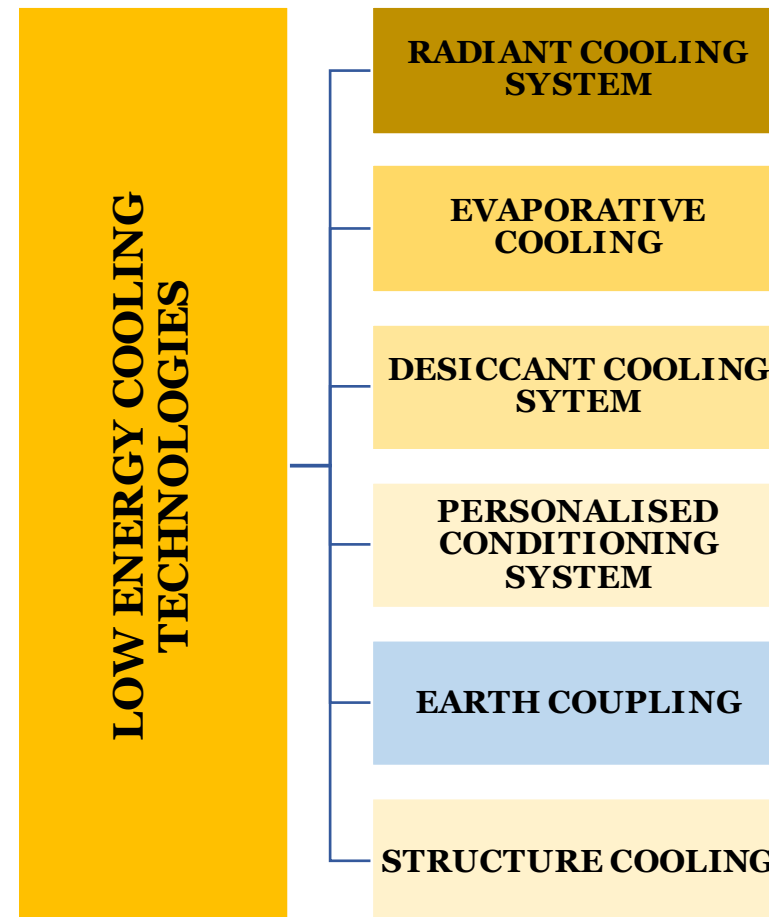 LOW ENERGY COOLING
TECHNOLOGIES
RADIANT COOLING
SYSTEM
EVAPORATIVE
COOLING
DESICCANT COOLING
SYTEM
PERSONALISED
CONDITIONING
SYSTEM
EARTH COUPLING
STRUCTURE COOLING